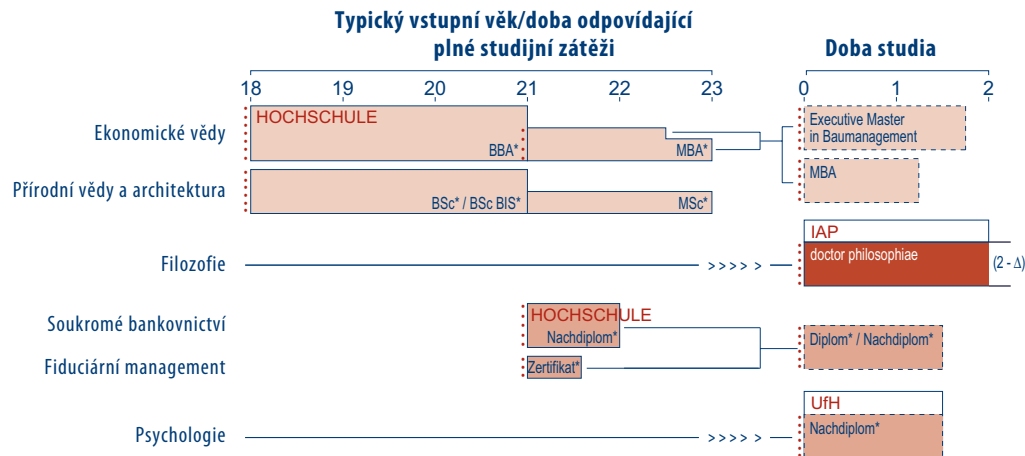 Typický vstupní věk/doba odpovídající
plné studijní zátěži
Doba studia
18 19 20 21 22 23
0 1 2
Ekonomické vědy
HOCHSCHULE
BBA*
MBA*
Executive Master
in Baumanagement
MBA
Přírodní vědy a architektura
BSc* / BSc BIS*
MSc*
IAP
Filozofie
>>>> >
doctor philosophiae
(2 - Δ)
Soukromé bankovnictví
HOCHSCHULE
Nachdiplom*
Diplom* / Nachdiplom*
Fiduciární management
Zertifikat*
UfH
Psychologie
>>>> >
Nachdiplom*